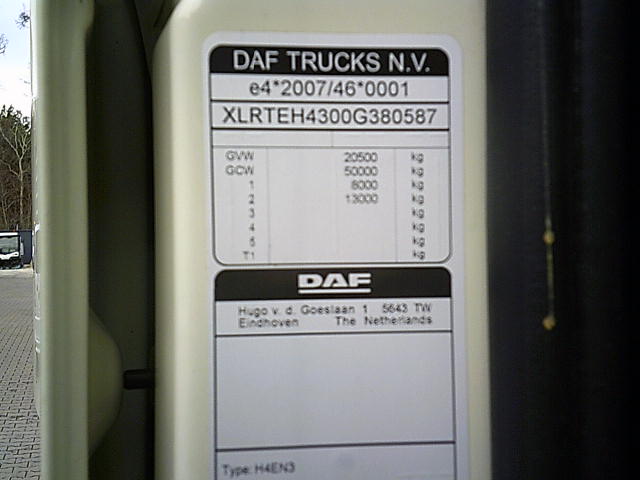 DAF TRUCKS N.V.
e4*2007/46*0001
XLRTEH4300G380587
GVW 20500 kg
GCW 50000 kg
1 8000 kg
2 13000 kg
3 kg
4 kg
5 kg
T1 kg
DAF
Hugo v. d. Goeslaan 1 5643 TW
Eindhoven The Netherlands
Type: H4EN3